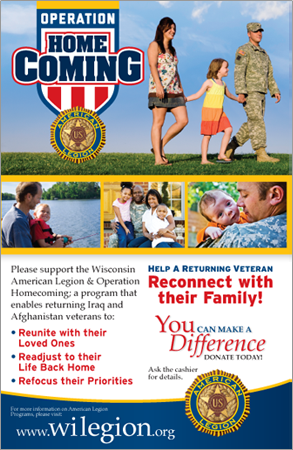 OPERATION
HOME
COMING
AMERICAN
U.S.
LEGION
Please support the Wisconsin
American Legion & Operation
Homecoming; a program that
enables returning Iraq and
Afghanistan veterans to:
• Reunite with their
Loved Ones
• Readjust to their
Life Back Home
• Refocus their Priorities
HELP A RETURNING VETERAN
Reconnect with
their Family!
You CAN MAKE A
Difference
DONATE TODAY!
Ask the cashier
for details.
AMERICAN
U.S.
LEGION
For more information on American Legion
Programs, please visit:
www.wilegion.org